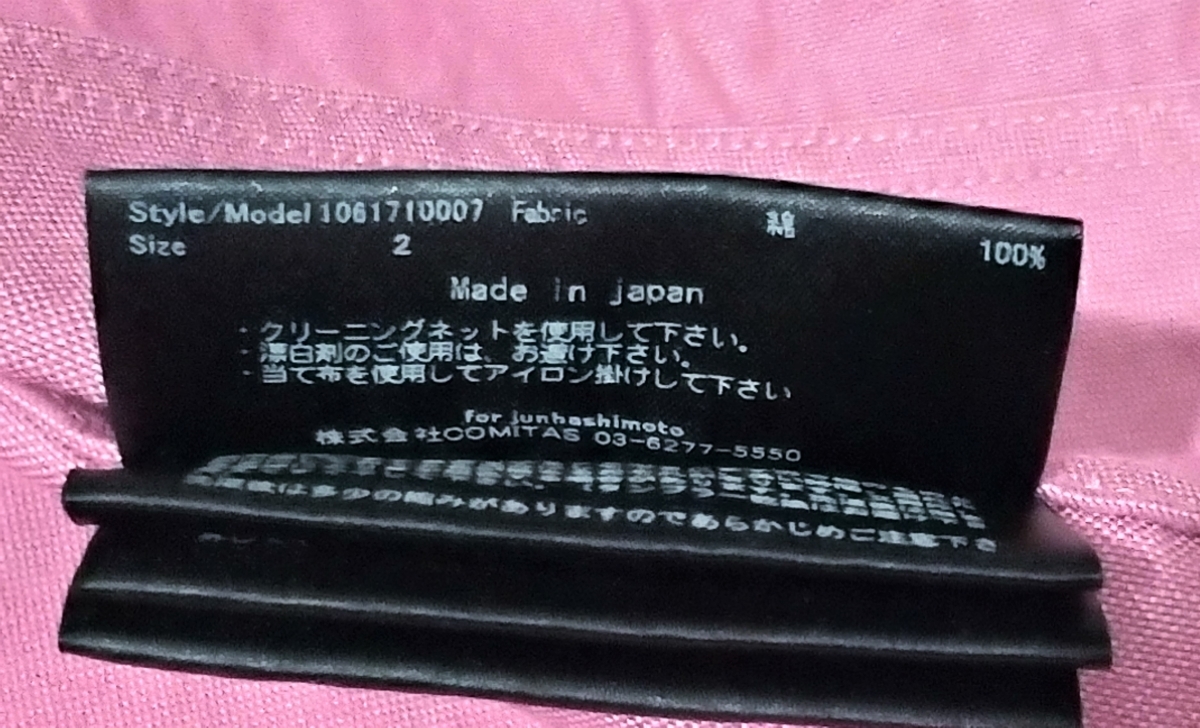 Style/Model 1061710007 Fabric 綿
Size 2 100%
Made in japan
・クリーニングネットを使用して下さい。
・漂白剤のご使用は、お避け下さい。
・当て布を使用してアイロン掛けして下さい
for junhashimoto
株式会社COMITAS 03-6277-5550
は多少の縮みがありますのであらかじめご注意下さ